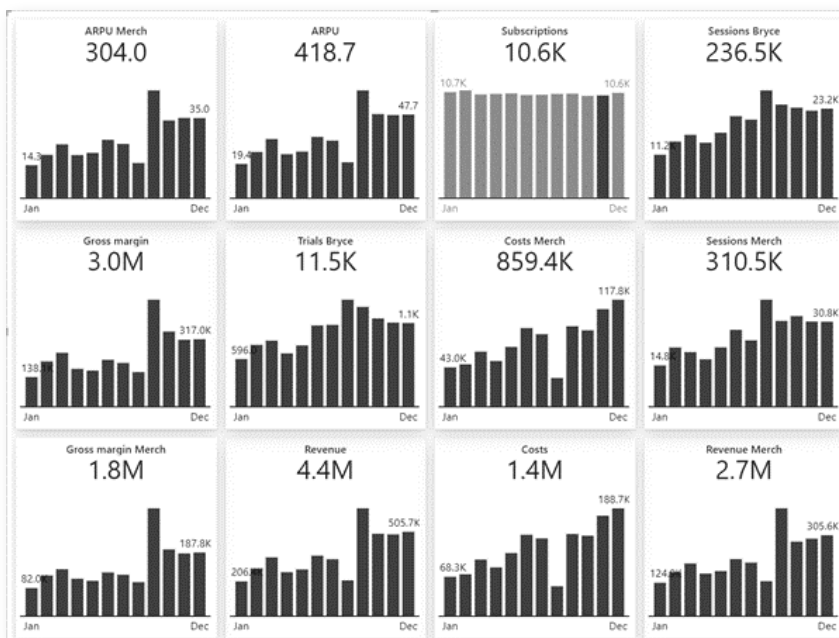 ARPU Merch
304.0
14.3
35.0
Jan
Dec
ARPU
418.7
19.4
47.7
Jan
Dec
Subscriptions
10.6K
10.7K
10.6K
Jan
Dec
Sessions Bryce
236.5K
11.2K
23.2K
Jan
Dec
Gross margin
3.0M
138.1K
317.0K
Jan
Dec
Trials Bryce
11.5K
596.0
1.1K
Jan
Dec
Costs Merch
859.4K
43.0K
117.8K
Jan
Dec
Sessions Merch
310.5K
14.8K
30.8K
Jan
Dec
Gross margin Merch
1.8M
82.0K
187.8K
Jan
Dec
Revenue
4.4M
206.4K
505.7K
Jan
Dec
Costs
1.4M
68.3K
188.7K
Jan
Dec
Revenue Merch
2.7M
305.6K
Jan
Dec